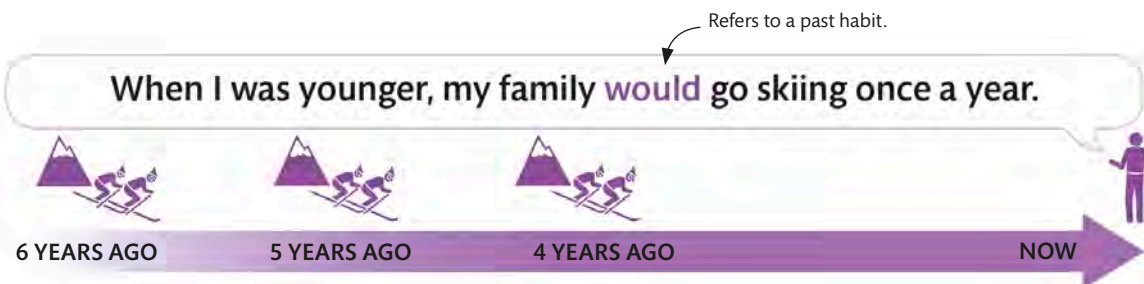 Refers to a past habit.
When I was younger, my family would go skiing once a year.
6 YEARS AGO 5 YEARS AGO 4 YEARS AGO NOW